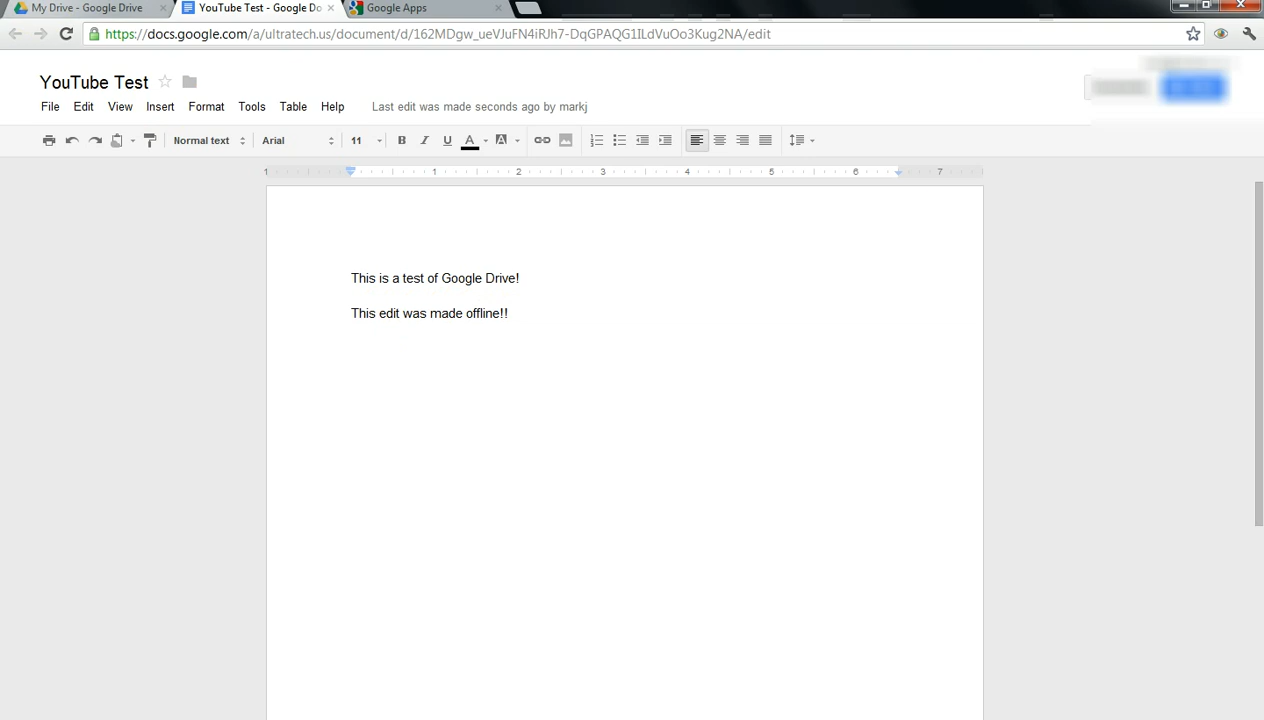 My Drive - Google Drive
YouTube Test - Google Do
Google Apps
https://docs.google.com/a/ultratech.us/document/d/162MDgw_ueVJuFN4iRJh7-DqGPAQG1ILdVuOo3Kug2NA/edit
YouTube Test
File Edit View Insert Format Tools Table Help Last edit was made seconds ago by markj
Normal text Arial 11 B I U A A
1 1 2 3 4 5 6 7
This is a test of Google Drive!
This edit was made offline!!